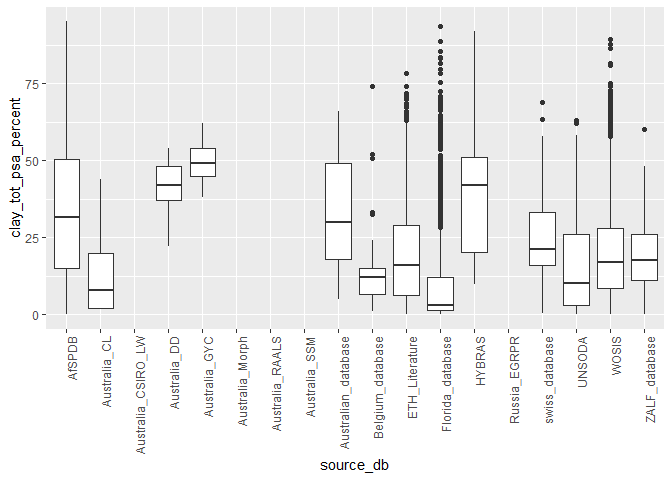 clay_tot_psa_percent
75
50
25
0
AfSPDB
Australia_CL
Australia_CSIRO_LW
Australia_DD
Australia_GYC
Australia_Morph
Australia_RAALS
Australia_SSM
Australian_database
Belgium_database
ETH_Literature
Florida_database
HYBRAS
Russia_EGRPR
swiss_database
UNSODA
WOSIS
ZALF_database
source_db